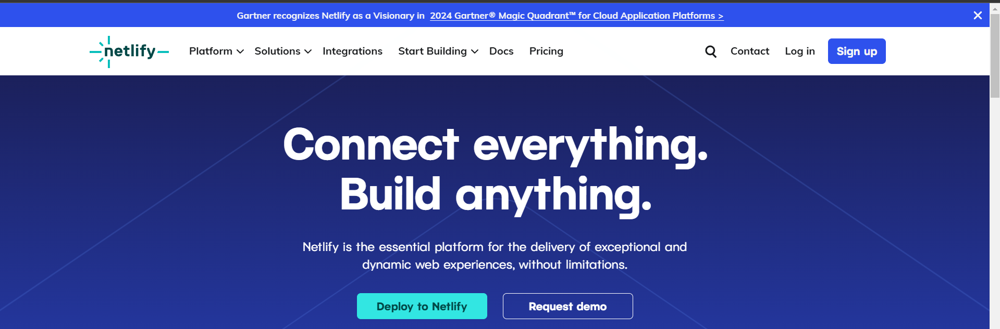 Gartner recognizes Netlify as a Visionary in 2024 Gartner® Magic Quadrant™ for Cloud Application Platforms >
netlify Platform Solutions Integrations Start Building Docs Pricing Contact Log in Sign up
Connect everything.
Build anything.
Netlify is the essential platform for the delivery of exceptional and
dynamic web experiences, without limitations.
Deploy to Netlify Request demo